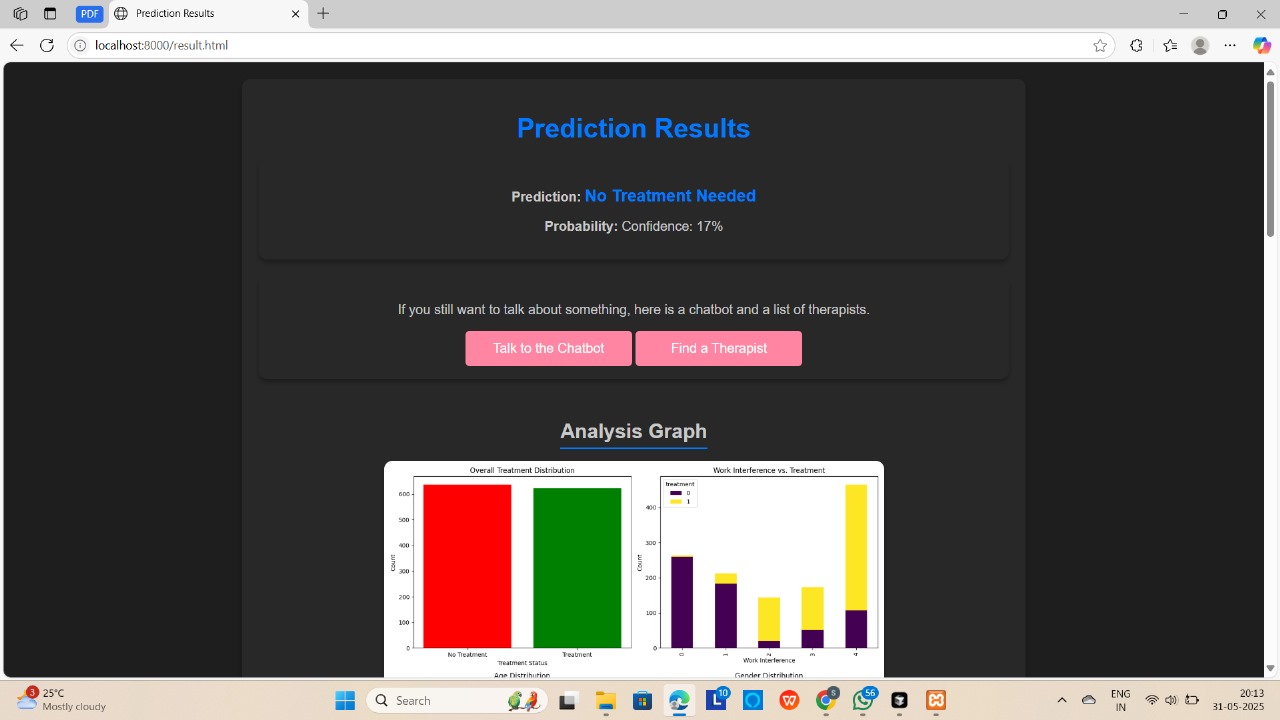 PDF
Prediction Results
localhost:8000/result.html
Prediction Results
Prediction: No Treatment Needed
Probability: Confidence: 17%
If you still want to talk about something, here is a chatbot and a list of therapists.
Talk to the Chatbot
Find a Therapist
Analysis Graph
Overall Treatment Distribution
600
500
400
300
200
100
0
Count
No Treatment
Treatment
Treatment Status
Age Distribution
Work Interference vs. Treatment
treatment
0
1
400
300
200
100
0
Count
0
1
2
3
4
Work Interference
Gender Distribution
3
25°C
Mostly cloudy
Search
L
10
W
S
56
ENG
IN
20:13
31-05-2025